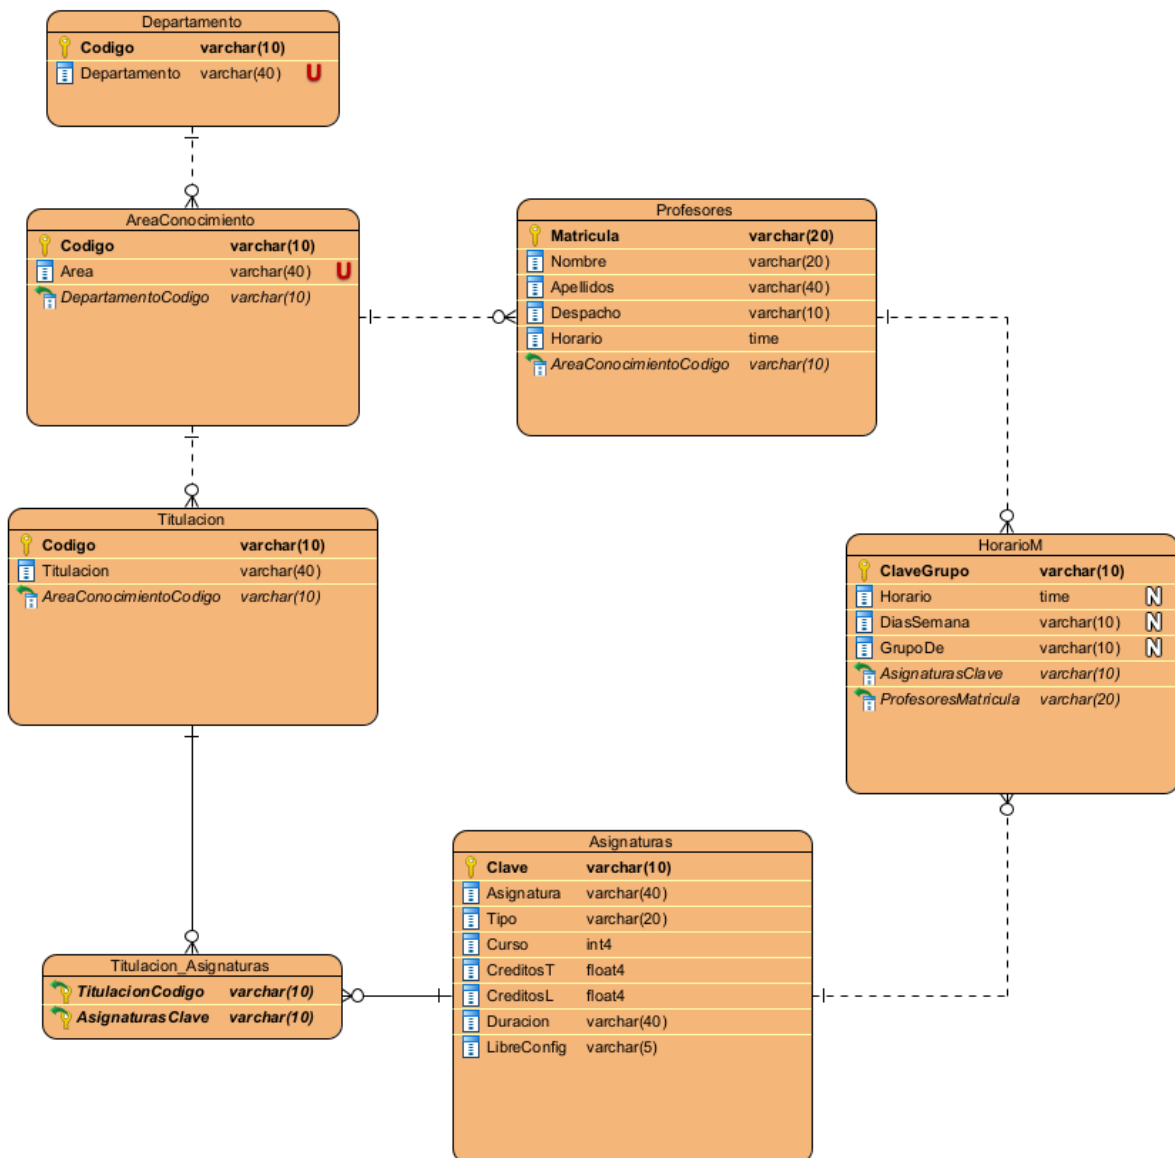 Departamento
Codigo varchar(10)
Departamento varchar(40) U
AreaConocimiento
Codigo varchar(10)
Area varchar(40) U
DepartamentoCodigo varchar(10)
Profesores
Matricula varchar(20)
Nombre varchar(20)
Apellidos varchar(40)
Despacho varchar(10)
Horario time
AreaConocimientoCodigo varchar(10)
Titulacion
Codigo varchar(10)
Titulacion varchar(40)
AreaConocimientoCodigo varchar(10)
HorarioM
ClaveGrupo varchar(10)
Horario time N
DiasSemana varchar(10) N
GrupoDe varchar(10) N
AsignaturasClave varchar(10)
ProfesoresMatricula varchar(20)
Asignaturas
Clave varchar(10)
Asignatura varchar(40)
Tipo varchar(20)
Curso int4
CreditosT float4
CreditosL float4
Duracion varchar(40)
LibreConfig varchar(5)
Titulacion_Asignaturas
TitulacionCodigo varchar(10)
AsignaturasClave varchar(10)